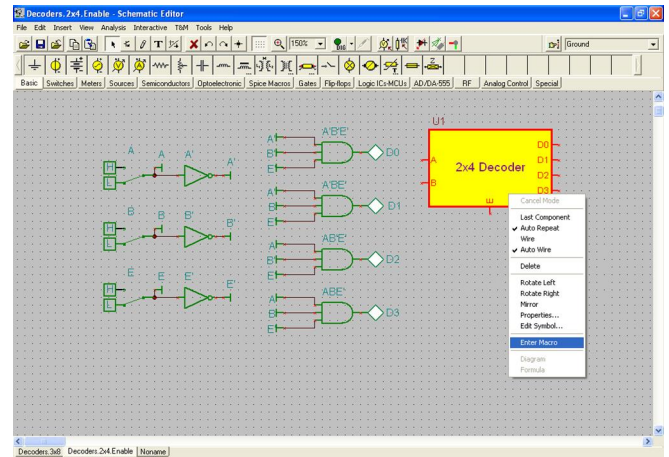 Decoders.2x4.Enable - Schematic Editor
File Edit Insert View Analysis Interactive T&M Tools Help
150% Ground
Basic Switches Meters Sources Semiconductors Optoelectronic Spice Macros Gates Flip-flops Logic ICs-MCUs AD/DA-555 RF Analog Control Special
U1
A'B'E'
A'
B'
E
D0
A A A'
H
L
A'
A'BE'
A'
B
E
D1
B B B'
H
L
B'
AB'E'
A
B'
E
D2
E E E'
H
L
E'
ABE'
A
B
E
D3
A
B
2x4 Decoder
D0
D1
D2
D3
E
Cancel Mode
Last Component
Auto Repeat
Wire
Auto Wire
Delete
Rotate Left
Rotate Right
Mirror
Properties...
Edit Symbol...
Enter Macro
Diagram
Formula
Decoders.3x8 Decoders.2x4.Enable Noname